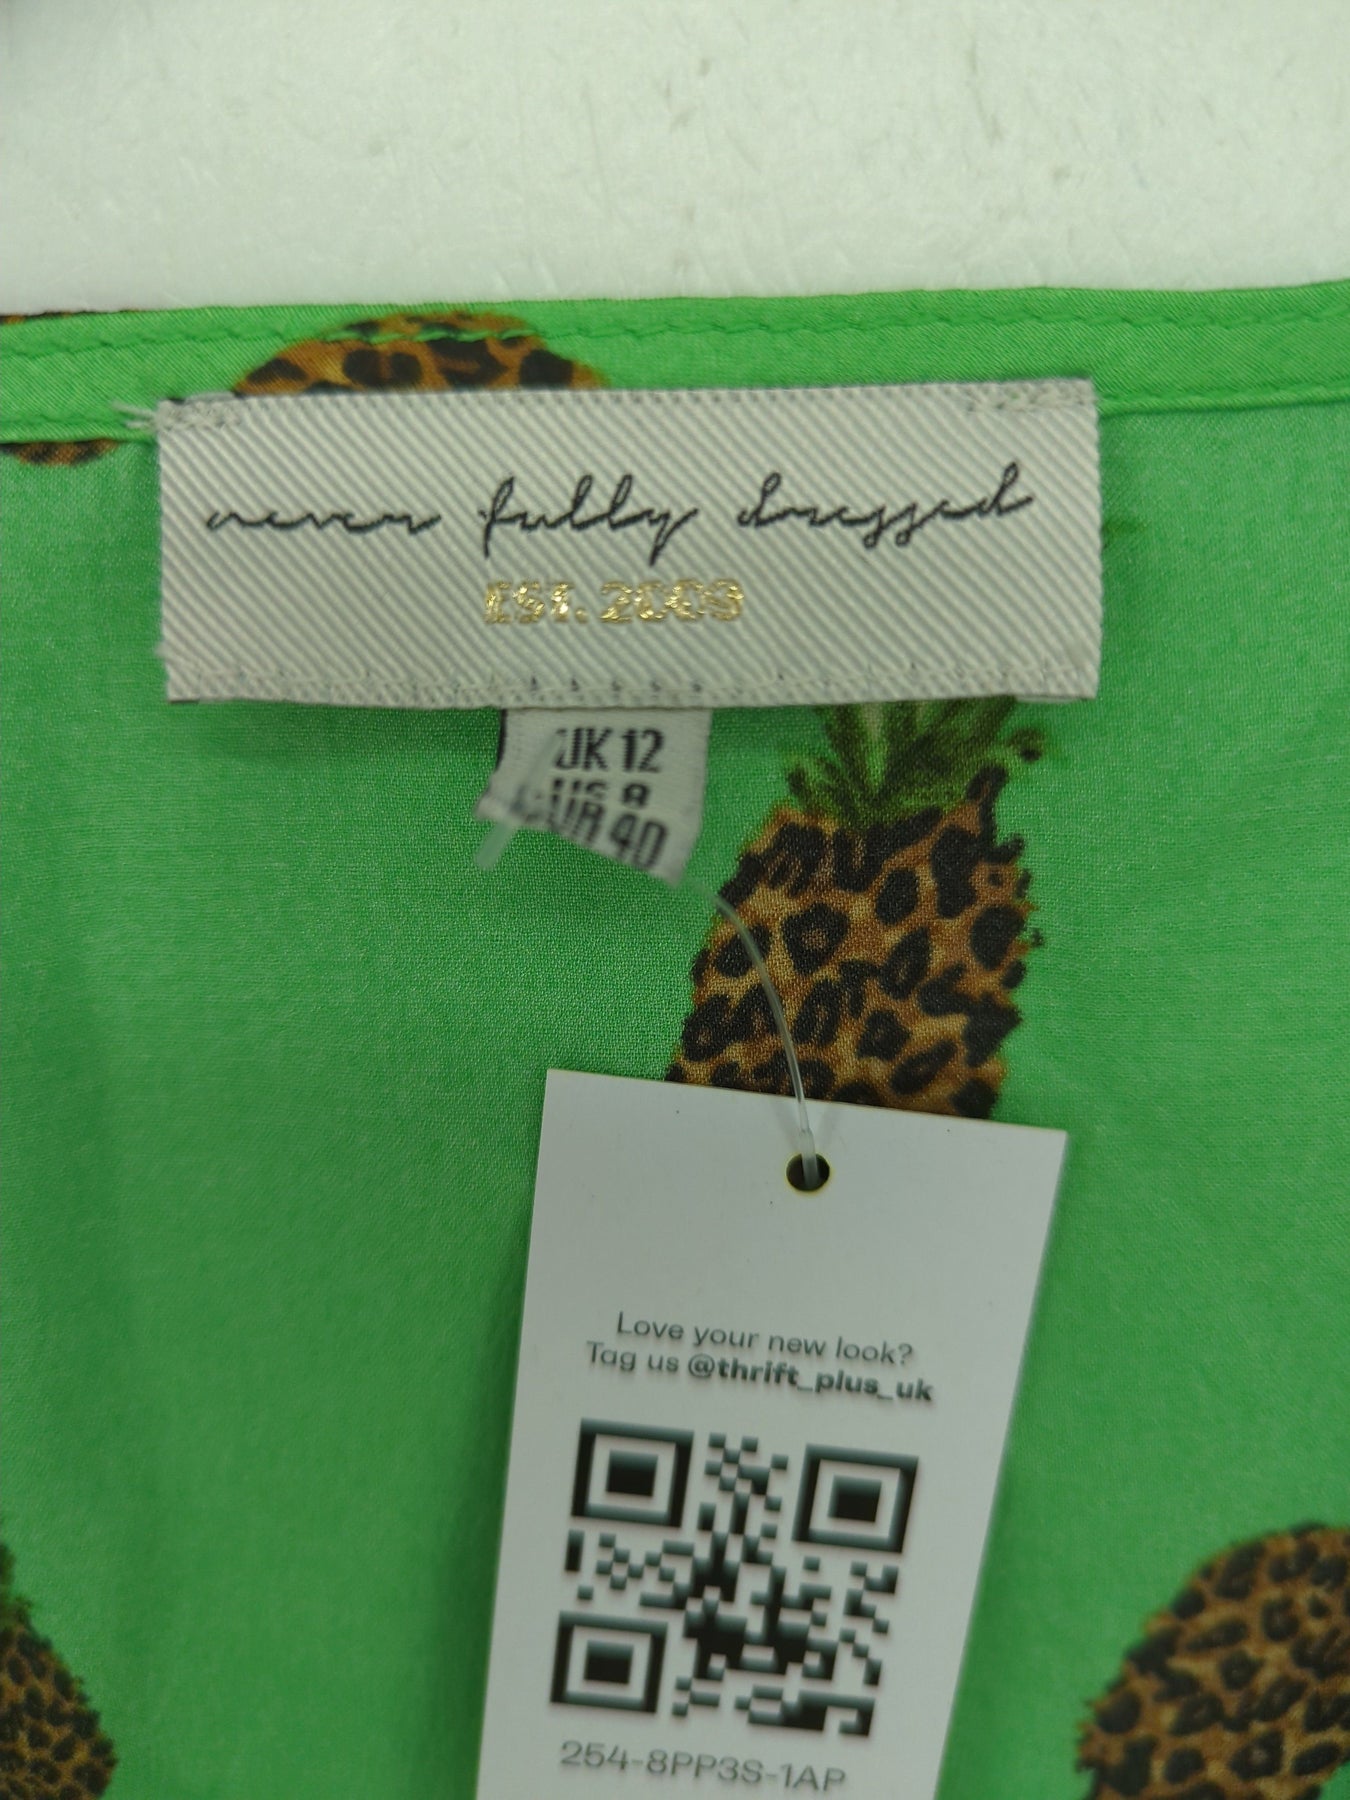 never fully dressed
EST. 2009
UK 12
US 8
EUR 40
Love your new look?
Tag us @thrift_plus_uk
254-8PP3S-1AP